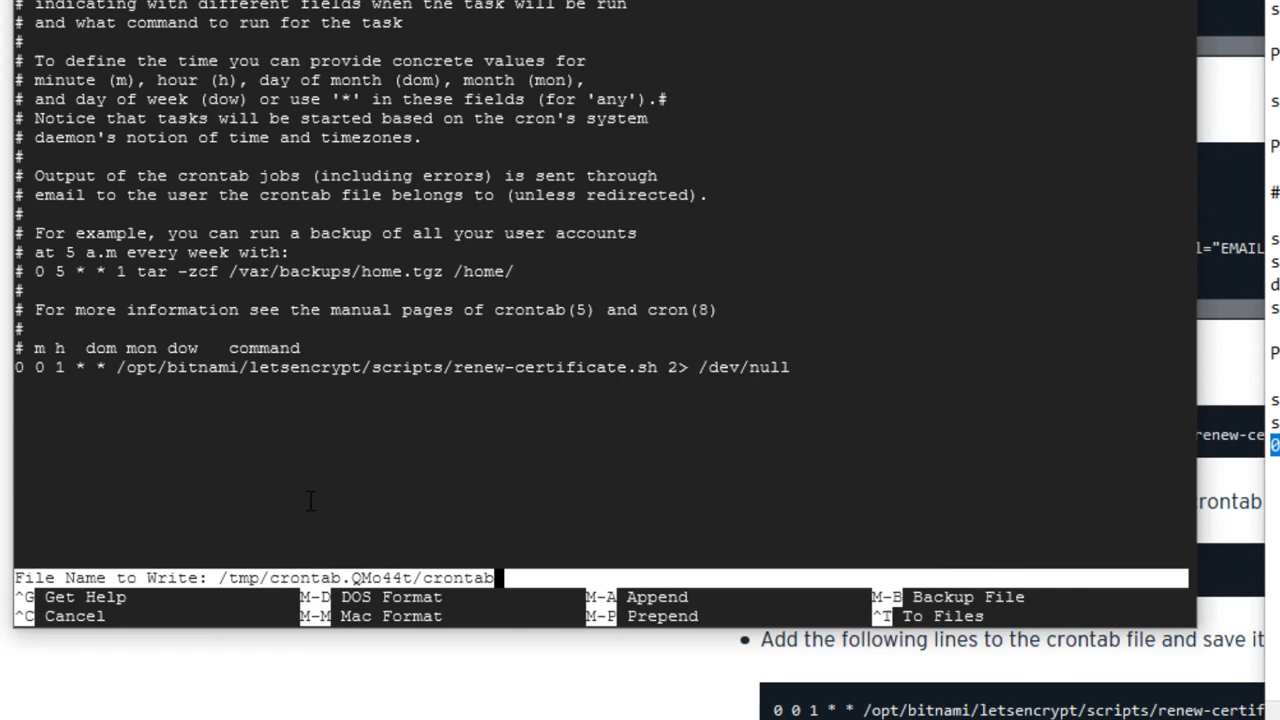 # indicating with different fields when the task will be run
# and what command to run for the task
#
# To define the time you can provide concrete values for
# minute (m), hour (h), day of month (dom), month (mon),
# and day of week (dow) or use '*' in these fields (for 'any').#
# Notice that tasks will be started based on the cron's system
# daemon's notion of time and timezones.
#
# Output of the crontab jobs (including errors) is sent through
# email to the user the crontab file belongs to (unless redirected).
#
# For example, you can run a backup of all your user accounts
# at 5 a.m every week with:
# 0 5 * * 1 tar -zcf /var/backups/home.tgz /home/
#
# For more information see the manual pages of crontab(5) and cron(8)
#
# m h  dom mon dow   command
0 0 1 * * /opt/bitnami/letsencrypt/scripts/renew-certificate.sh 2> /dev/null
File Name to Write: /tmp/crontab.QMo44t/crontab
^G Get Help M-D DOS Format M-A Append M-B Backup File
^C Cancel M-M Mac Format M-P Prepend ^T To Files
l="EMAIL
renew-ce
crontab
• Add the following lines to the crontab file and save it
0 0 1 * * /opt/bitnami/letsencrypt/scripts/renew-certif
s
P
s
P
#
s
s
d
s
P
s
s
0